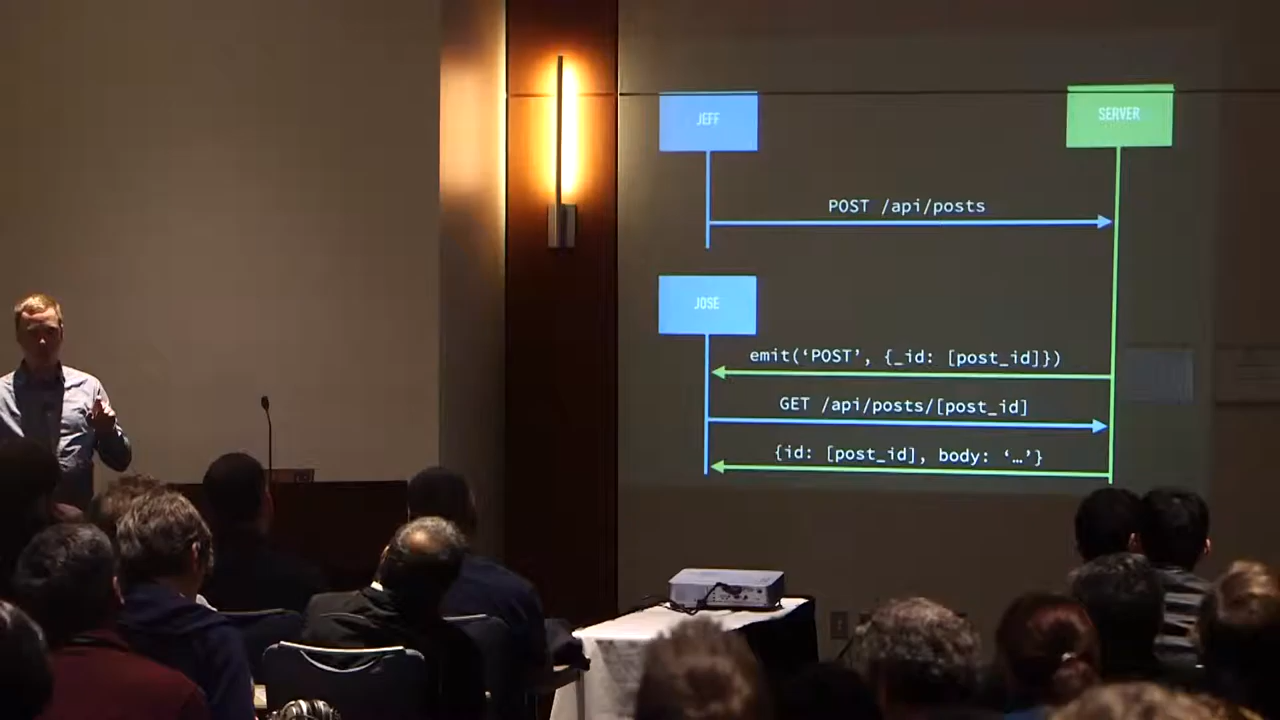 JEFF
SERVER
POST /api/posts
JOSE
emit(‘POST’, {_id: [post_id]})
GET /api/posts/[post_id]
{id: [post_id], body: ‘…’}